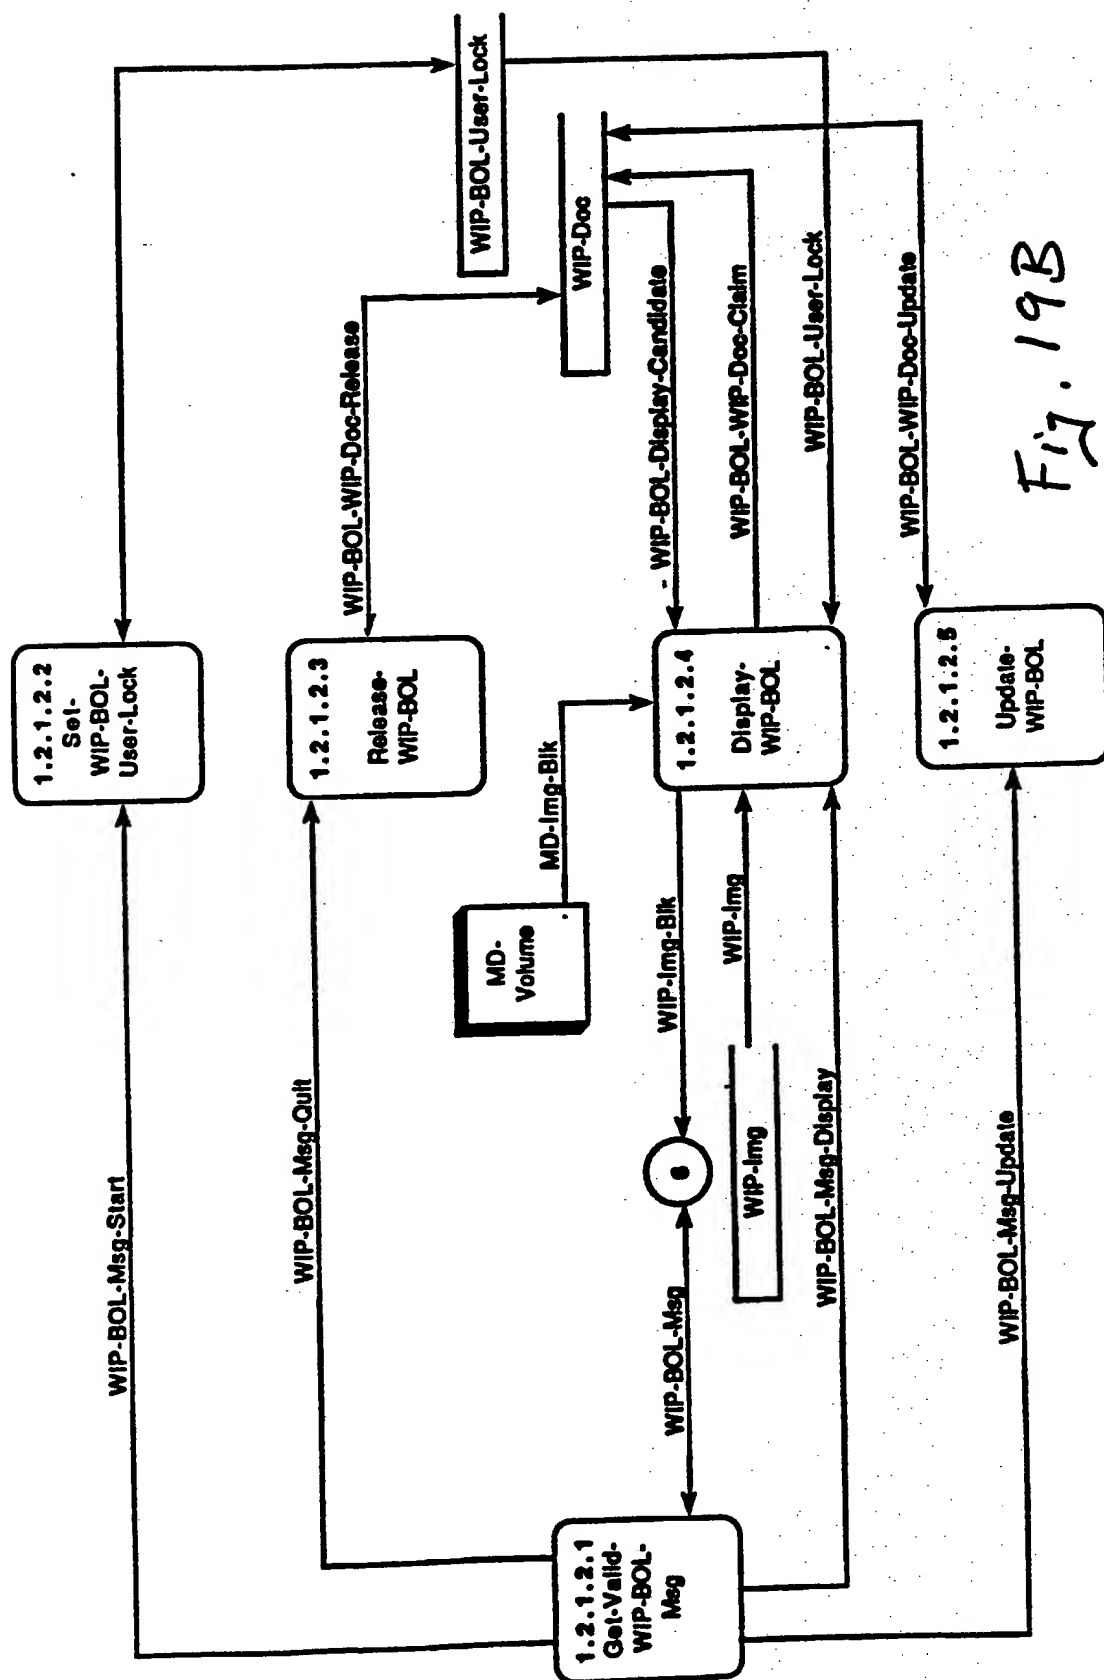 WIP-BOL-Msg-Start
1.2.1.2.2
Set-
WIP-BOL-
User-Lock
WIP-BOL-User-Lock
WIP-BOL-Msg-Quit
1.2.1.2.3
Release-
WIP-BOL
WIP-BOL-WIP-Doc-Release
WIP-Doc
MD-
Volume
MD-Img-Blk
1.2.1.2.1
Get-Valid-
WIP-BOL-
Msg
WIP-BOL-Msg
WIP-Img-Blk
WIP-Img
WIP-Img
1.2.1.2.4
Display-
WIP-BOL
- WIP-BOL-Display-Candidate
WIP-BOL-WIP-Doc-Claim
WIP-BOL-User-Lock
WIP-BOL-Msg-Display
WIP-BOL-Msg-Update
1.2.1.2.5
Update-
WIP-BOL
WIP-BOL-WIP-Doc-Update
Fig. 19B